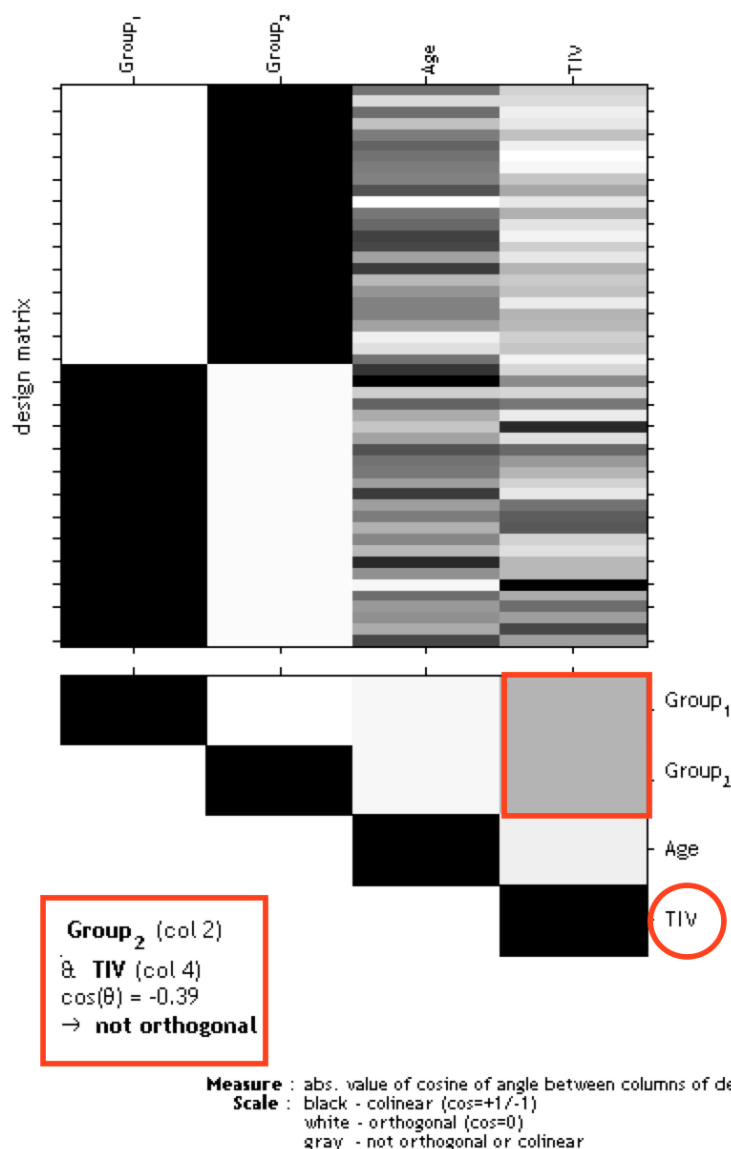 Group₁
Group₂
Age
TIV
design matrix
Group₁
Group₂
Age
TIV
Group₂ (col 2)
& TIV (col 4)
cos(θ) = -0.39
→ not orthogonal
Measure : abs. value of cosine of angle between columns of de
Scale : black - colinear (cos=+1/-1)
white - orthogonal (cos=0)
gray - not orthogonal or colinear